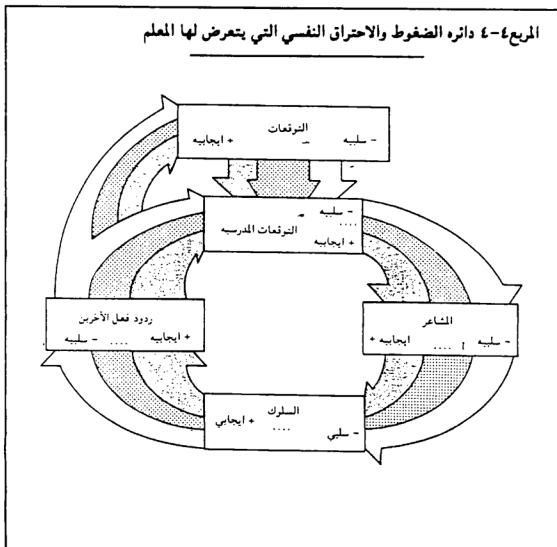 المربع٤-٤ دائره الضغوط والاحتراق النفسي التي يتعرض لها المعلم
التوقعات
- سلبيه + ايجابيه
- سلبيه
....
التوقعات المدرسيه
+ ايجابيه
المشاعر
- سلبيه .... ايجابيه +
ردود فعل الأخرين
+ ايجابيه .... - سلبيه
السلوك
- سلبي .... + ايجابي